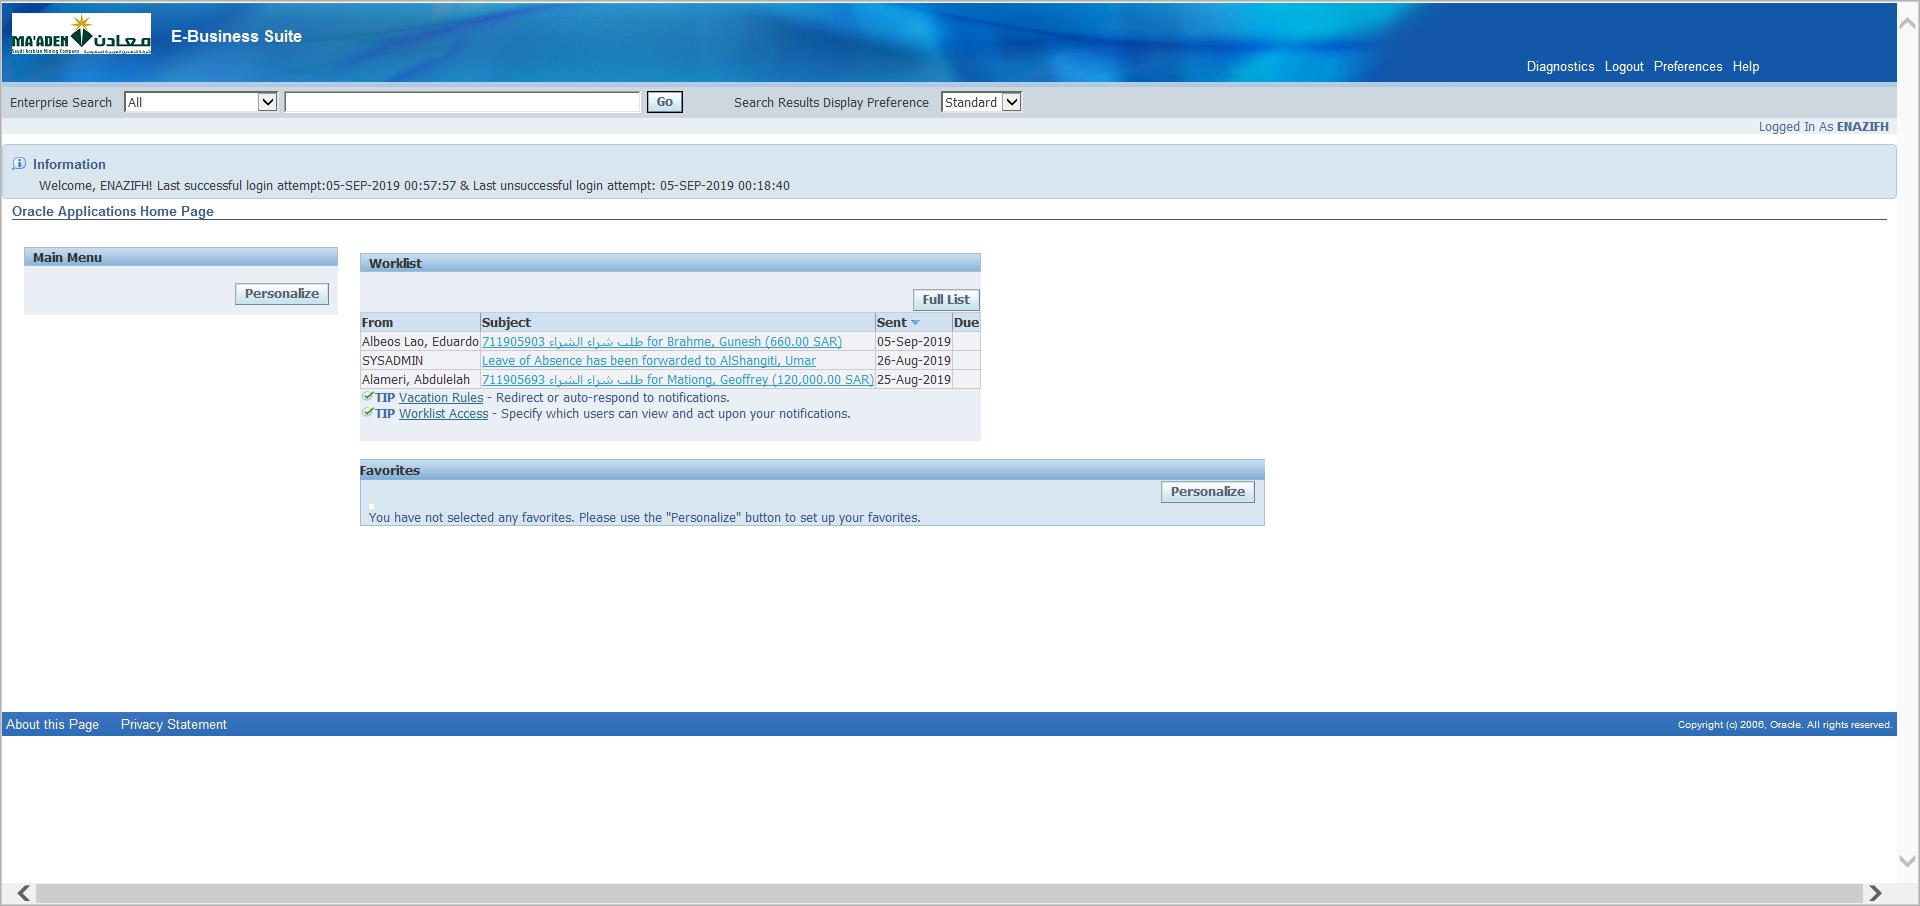 MA'ADEN معادن
Saudi Arabian Mining Company
E-Business Suite
Diagnostics Logout Preferences Help
Enterprise Search All Go Search Results Display Preference Standard
Logged In As ENAZIFH
Information
Welcome, ENAZIFH! Last successful login attempt:05-SEP-2019 00:57:57 & Last unsuccessful login attempt: 05-SEP-2019 00:18:40
Oracle Applications Home Page
Main Menu
Personalize
Worklist
Full List
From Subject Sent Due
Albeos Lao, Eduardo 711905903 طلب شراء الشراء for Brahme, Gunesh (660.00 SAR) 05-Sep-2019
SYSADMIN Leave of Absence has been forwarded to AlShangiti, Umar 26-Aug-2019
Alameri, Abdulelah 711905693 طلب شراء الشراء for Mationg, Geoffrey (120,000.00 SAR) 25-Aug-2019
TIP Vacation Rules - Redirect or auto-respond to notifications.
TIP Worklist Access - Specify which users can view and act upon your notifications.
Favorites
Personalize
You have not selected any favorites. Please use the "Personalize" button to set up your favorites.
About this Page Privacy Statement
Copyright (c) 2006, Oracle. All rights reserved.